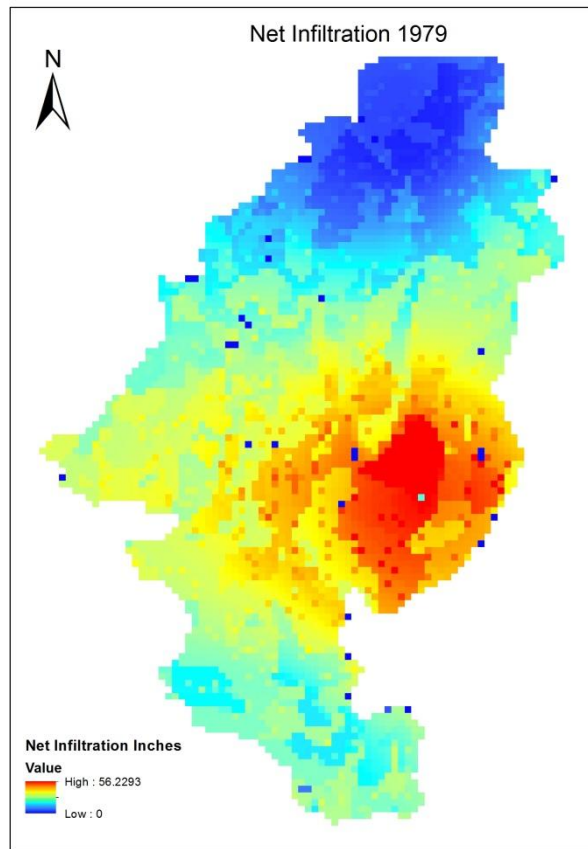 Net Infiltration 1979
N
Net Infiltration Inches
Value
High : 56.2293
Low : 0